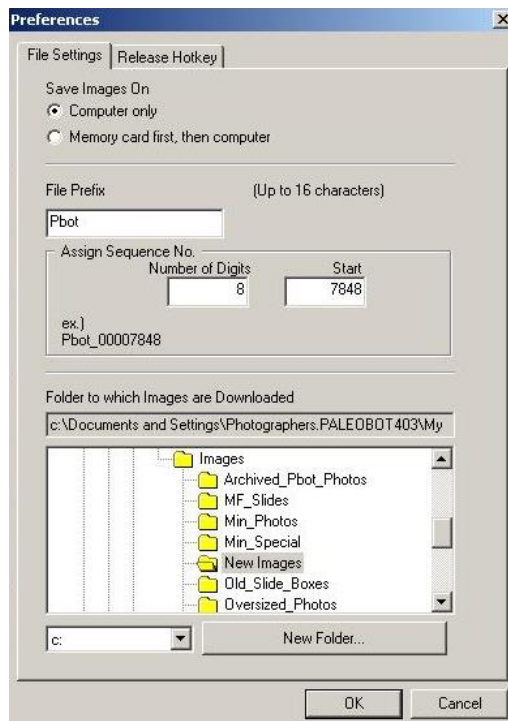 Preferences
File Settings
Release Hotkey
Save Images On
Computer only
Memory card first, then computer
File Prefix (Up to 16 characters)
Pbot
Assign Sequence No.
Number of Digits Start
8 7848
ex.)
Pbot_00007848
Folder to which Images are Downloaded
c:\Documents and Settings\Photographers.PALEOBOT403\My
Images
Archived_Pbot_Photos
MF_Slides
Min_Photos
Min_Special
New Images
Old_Slide_Boxes
Oversized_Photos
c: New Folder...
OK Cancel